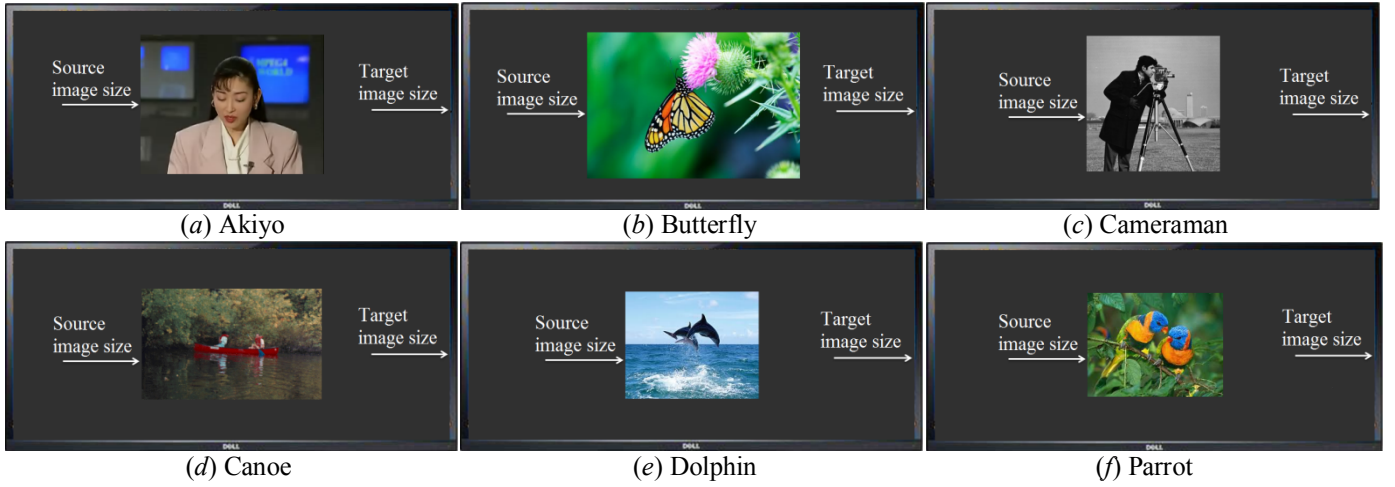 Source
image size
MPEG4
WORLD
Target
image size
DELL
(a) Akiyo
Source
image size
Target
image size
DELL
(b) Butterfly
Source
image size
Target
image size
DELL
(c) Cameraman
Source
image size
Target
image size
DELL
(d) Canoe
Source
image size
Target
image size
DELL
(e) Dolphin
Source
image size
Target
image size
DELL
(f) Parrot